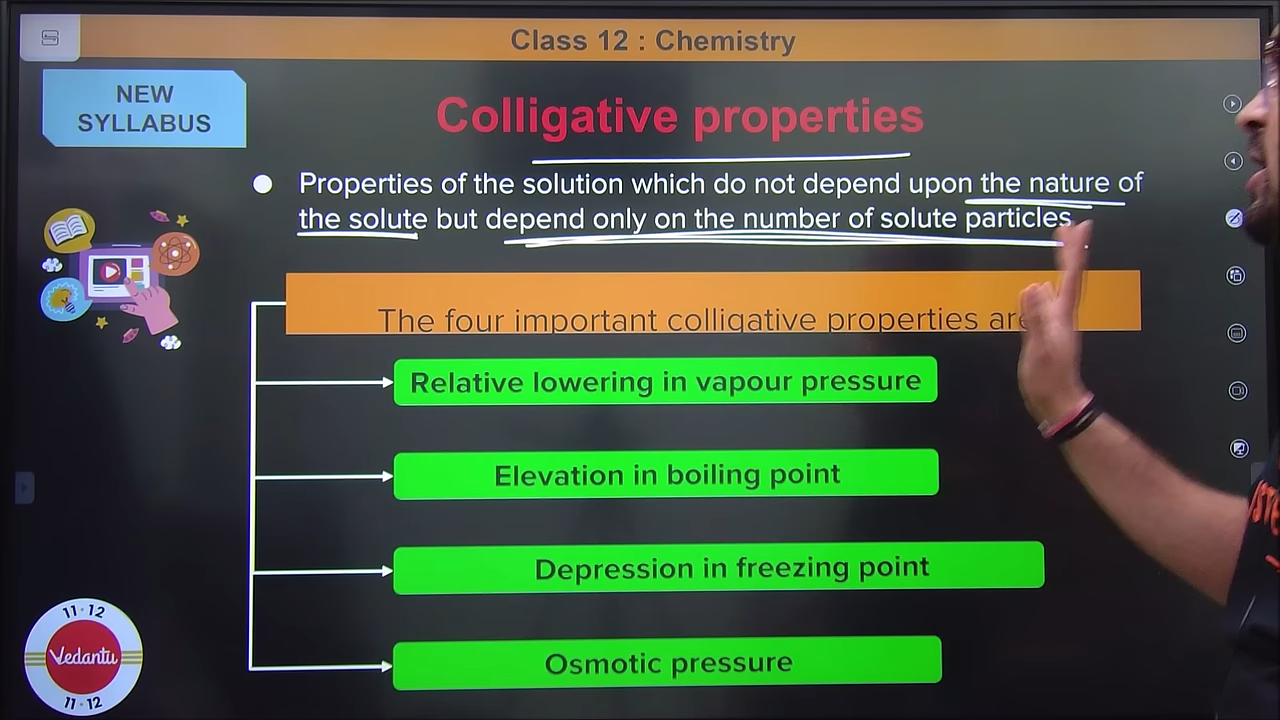 Class 12 : Chemistry
NEW
SYLLABUS
Colligative properties
Properties of the solution which do not depend upon the nature of
the solute but depend only on the number of solute particles.
The four important colligative properties are
Relative lowering in vapour pressure
Elevation in boiling point
Depression in freezing point
Osmotic pressure
11-12
Vedantu
11-12